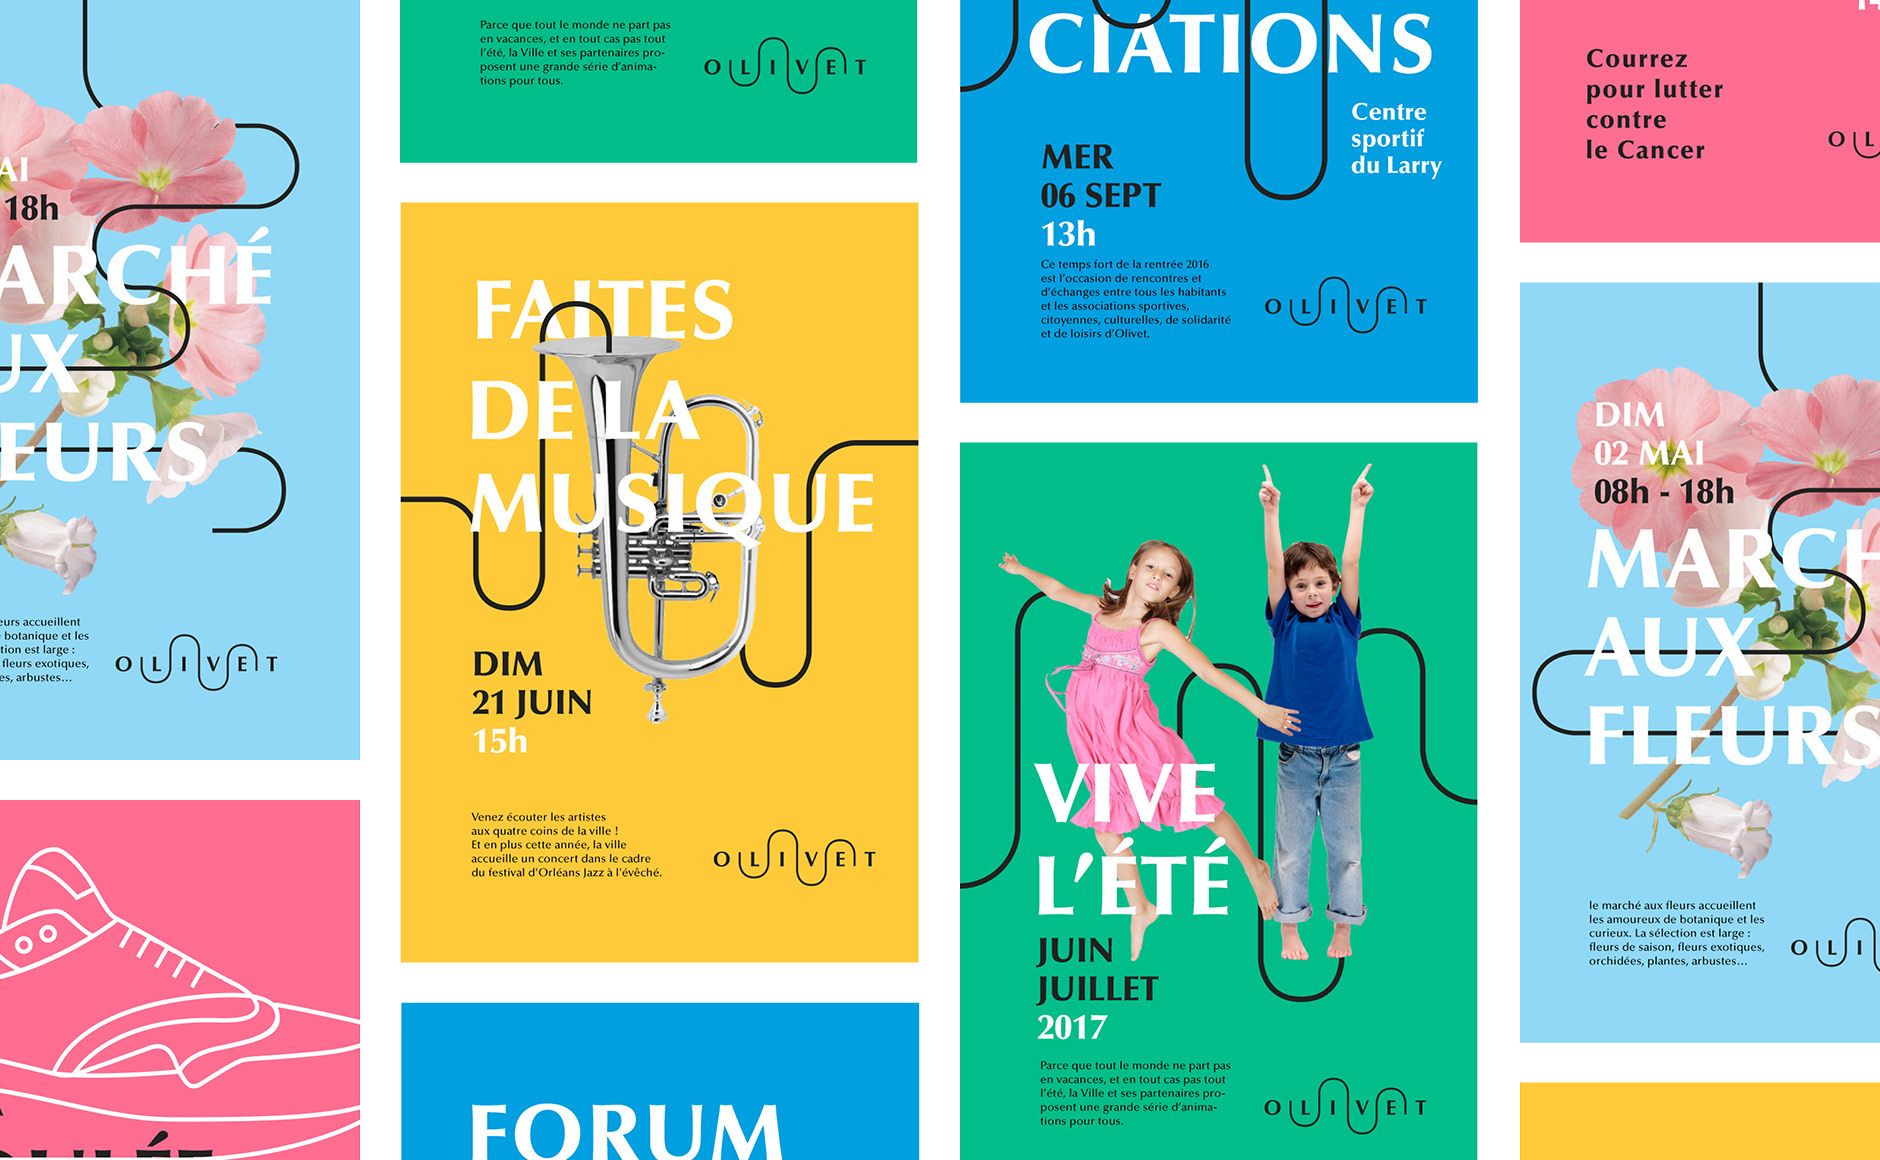 AI
18h
ARCHÉ
UX
EURS
eurs accueillent
botanique et les
tion est large :
fleurs exotiques,
es, arbustes...
OLIVET
Parce que tout le monde ne part pas
en vacances, et en tout cas pas tout
l'été, la Ville et ses partenaires pro-
posent une grande série d'anima-
tions pour tous.
OLIVET
FAITES
DE LA
MUSIQUE
DIM
21 JUIN
15h
Venez écouter les artistes
aux quatre coins de la ville !
Et en plus cette année, la ville
accueille un concert dans le cadre
du festival d'Orléans Jazz à l'évêché.
OLIVET
FORUM
CIATIONS
Centre
sportif
du Larry
MER
06 SEPT
13h
Ce temps fort de la rentrée 2016
est l'occasion de rencontres et
d'échanges entre tous les habitants
et les associations sportives,
citoyennes, culturelles, de solidarité
et de loisirs d'Olivet.
OLIVET
VIVE
L'ÉTÉ
JUIN
JUILLET
2017
Parce que tout le monde ne part pas
en vacances, et en tout cas pas tout
l'été, la Ville et ses partenaires pro-
posent une grande série d'anima-
tions pour tous.
OLIVET
Courrez
pour lutter
contre
le Cancer
OL
DIM
02 MAI
08h - 18h
MARCH
AUX
FLEURS
le marché aux fleurs accueillent
les amoureux de botanique et les
curieux. La sélection est large :
fleurs de saison, fleurs exotiques,
orchidées, plantes, arbustes...
OLI